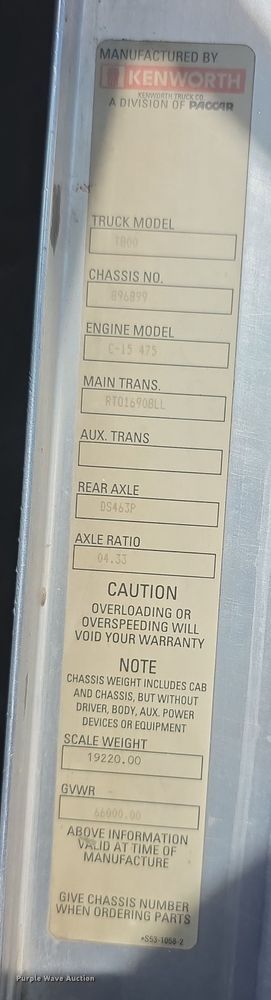 MANUFACTURED BY
KENWORTH
KENWORTH TRUCK CO.
A DIVISION OF PACCAR
TRUCK MODEL
T800
CHASSIS NO.
896899
ENGINE MODEL
C-15 475
MAIN TRANS.
RTO16908LL
AUX. TRANS
REAR AXLE
DS463P
AXLE RATIO
04.33
CAUTION
OVERLOADING OR
OVERSPEEDING WILL
VOID YOUR WARRANTY
NOTE
CHASSIS WEIGHT INCLUDES CAB
AND CHASSIS, BUT WITHOUT
DRIVER, BODY, AUX. POWER
DEVICES OR EQUIPMENT
SCALE WEIGHT
19220.00
GVWR
66000.00
ABOVE INFORMATION
VALID AT TIME OF
MANUFACTURE
GIVE CHASSIS NUMBER
WHEN ORDERING PARTS
*S53-1058-2
Purple Wave Auction